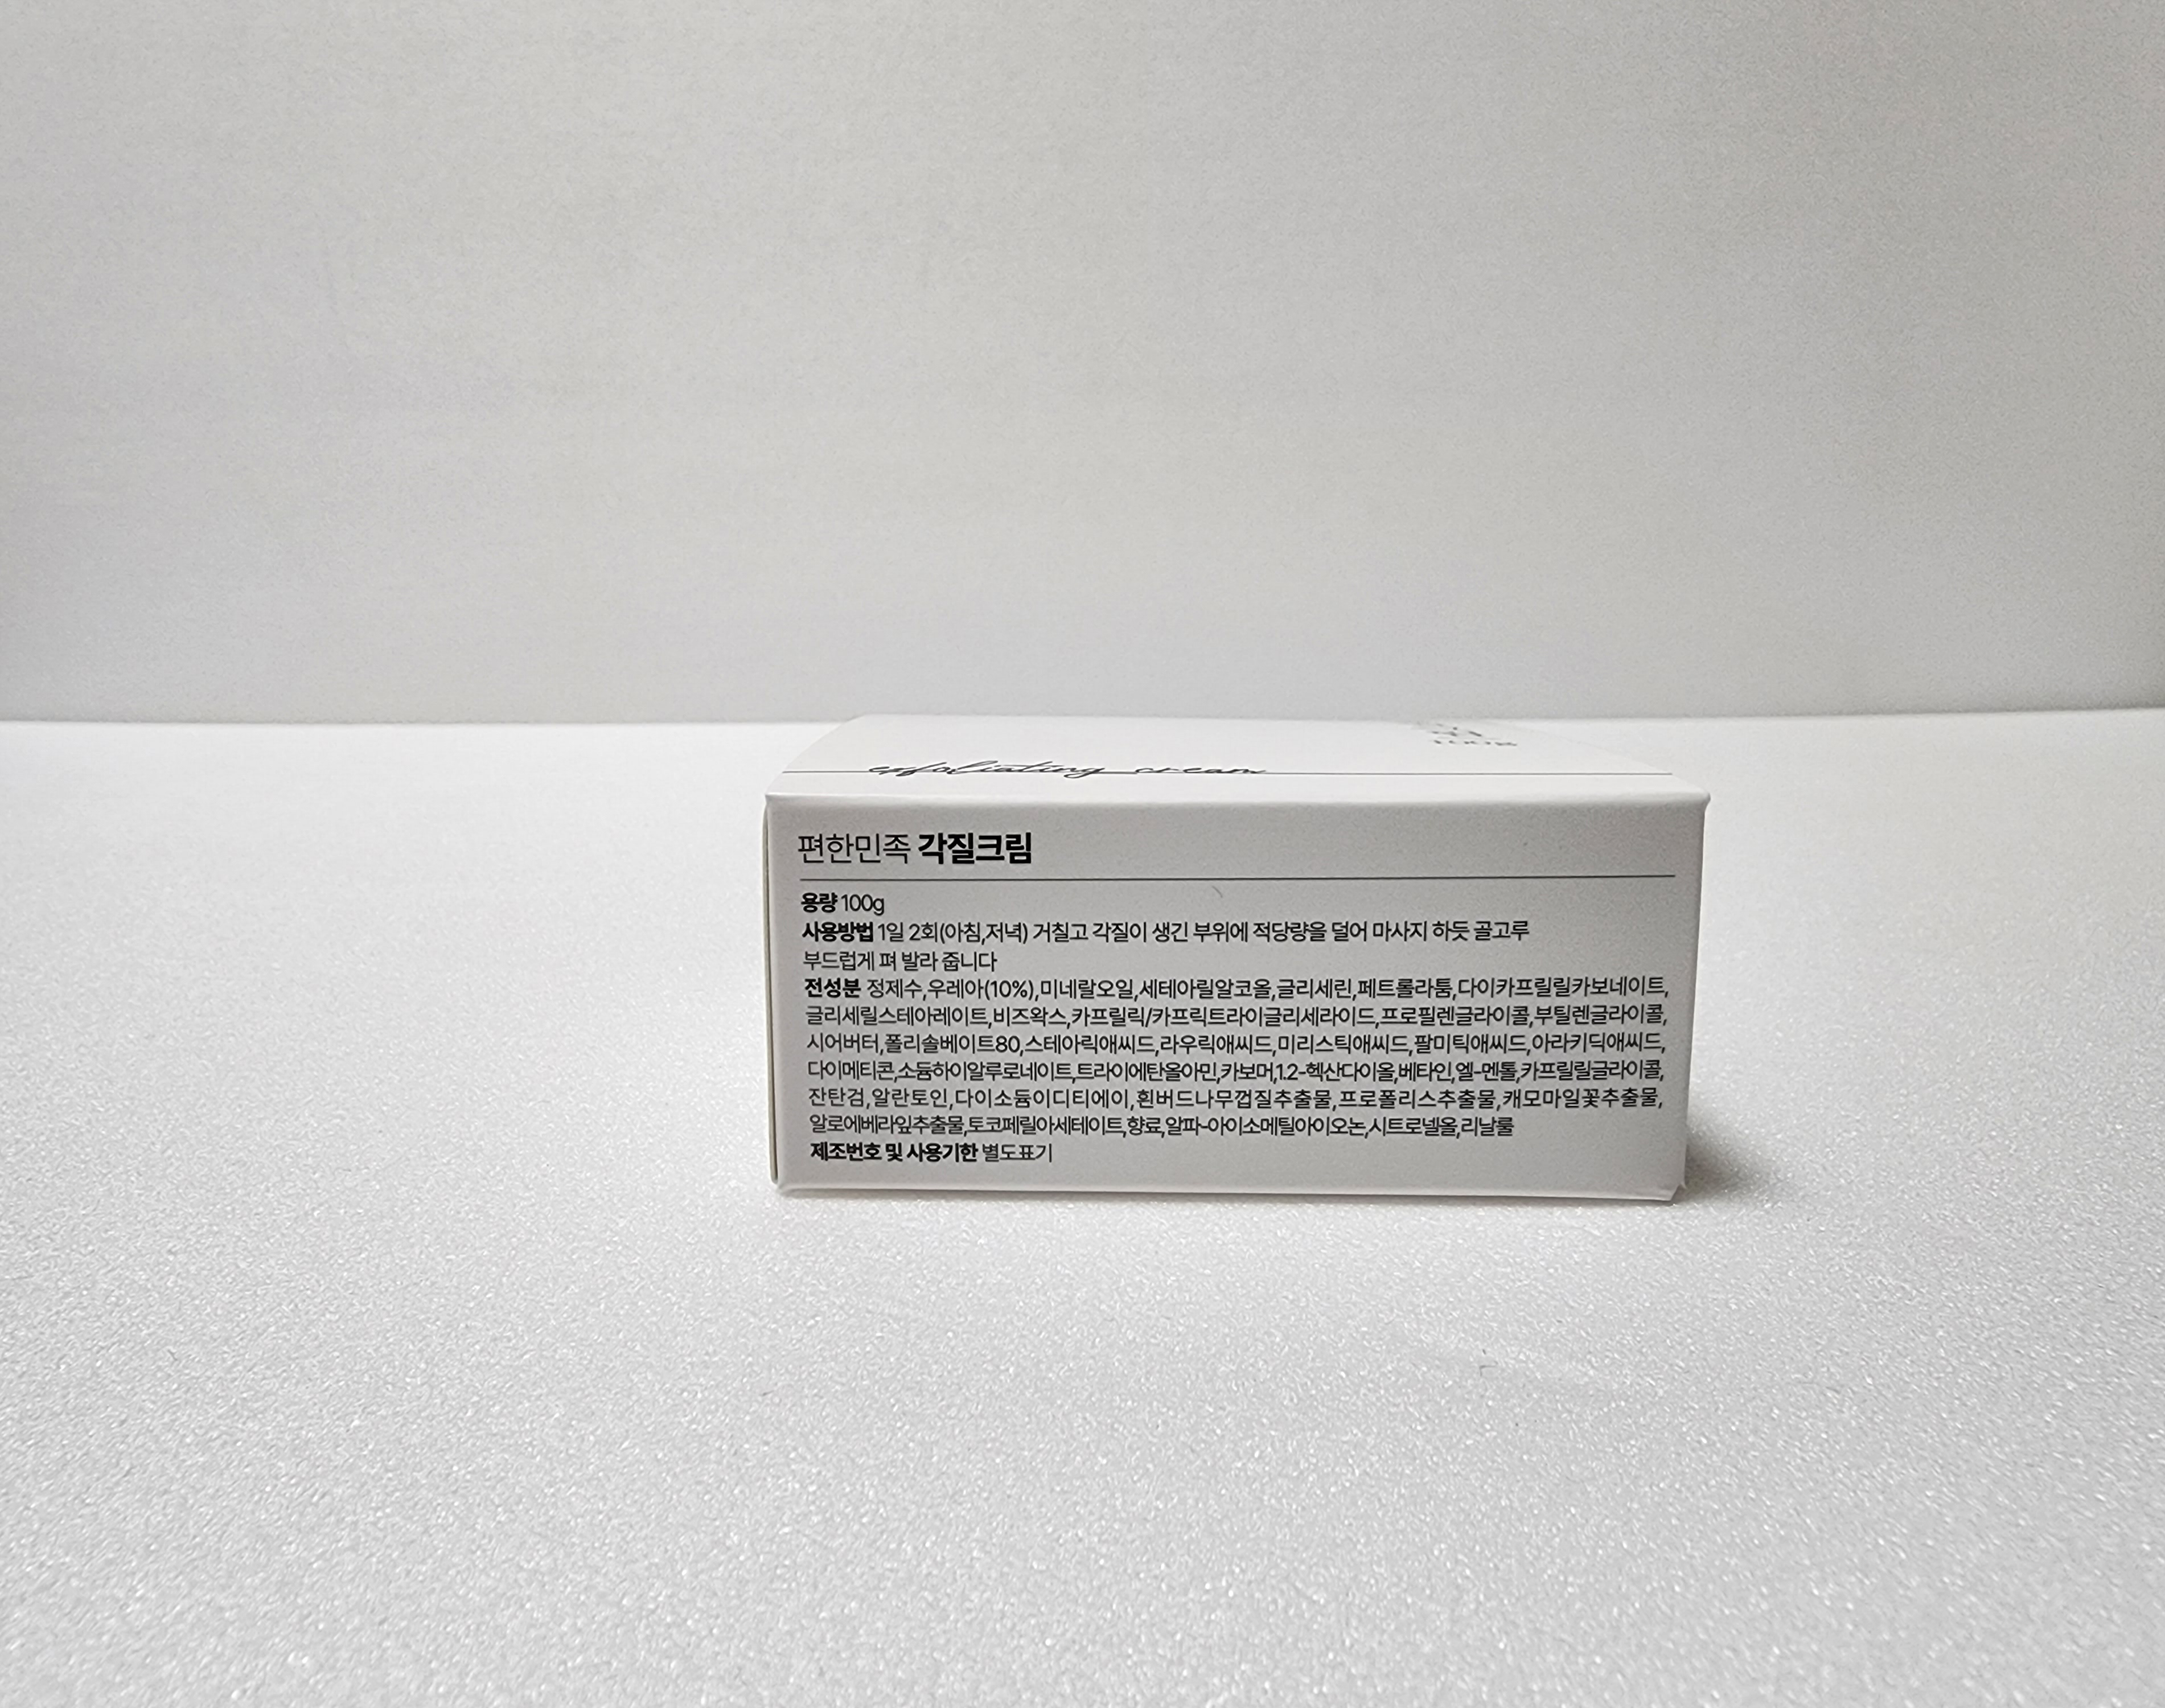 exfoliating cream
편한민족 각질크림
용량 100g
사용방법 1일 2회(아침,저녁) 거칠고 각질이 생긴 부위에 적당량을 덜어 마사지 하듯 골고루
부드럽게 펴 발라 줍니다
전성분 정제수,우레아(10%),미네랄오일,세테아릴알코올,글리세린,페트롤라툼,다이카프릴릴카보네이트,
글리세릴스테아레이트,비즈왁스,카프릴릭/카프릭트라이글리세라이드,프로필렌글라이콜,부틸렌글라이콜,
시어버터,폴리솔베이트80,스테아릭애씨드,라우릭애씨드,미리스틱애씨드,팔미틱애씨드,아라키딕애씨드,
다이메티콘,소듐하이알루로네이트,트라이에탄올아민,카보머,1.2-헥산다이올,베타인,엘-멘톨,카프릴릴글라이콜,
잔탄검,알란토인,다이소듐이디티에이,흰버드나무껍질추출물,프로폴리스추출물,캐모마일꽃추출물,
알로에베라잎추출물,토코페릴아세테이트,향료,알파-아이소메틸아이오논,시트로넬올,리날룰
제조번호 및 사용기한 별도표기